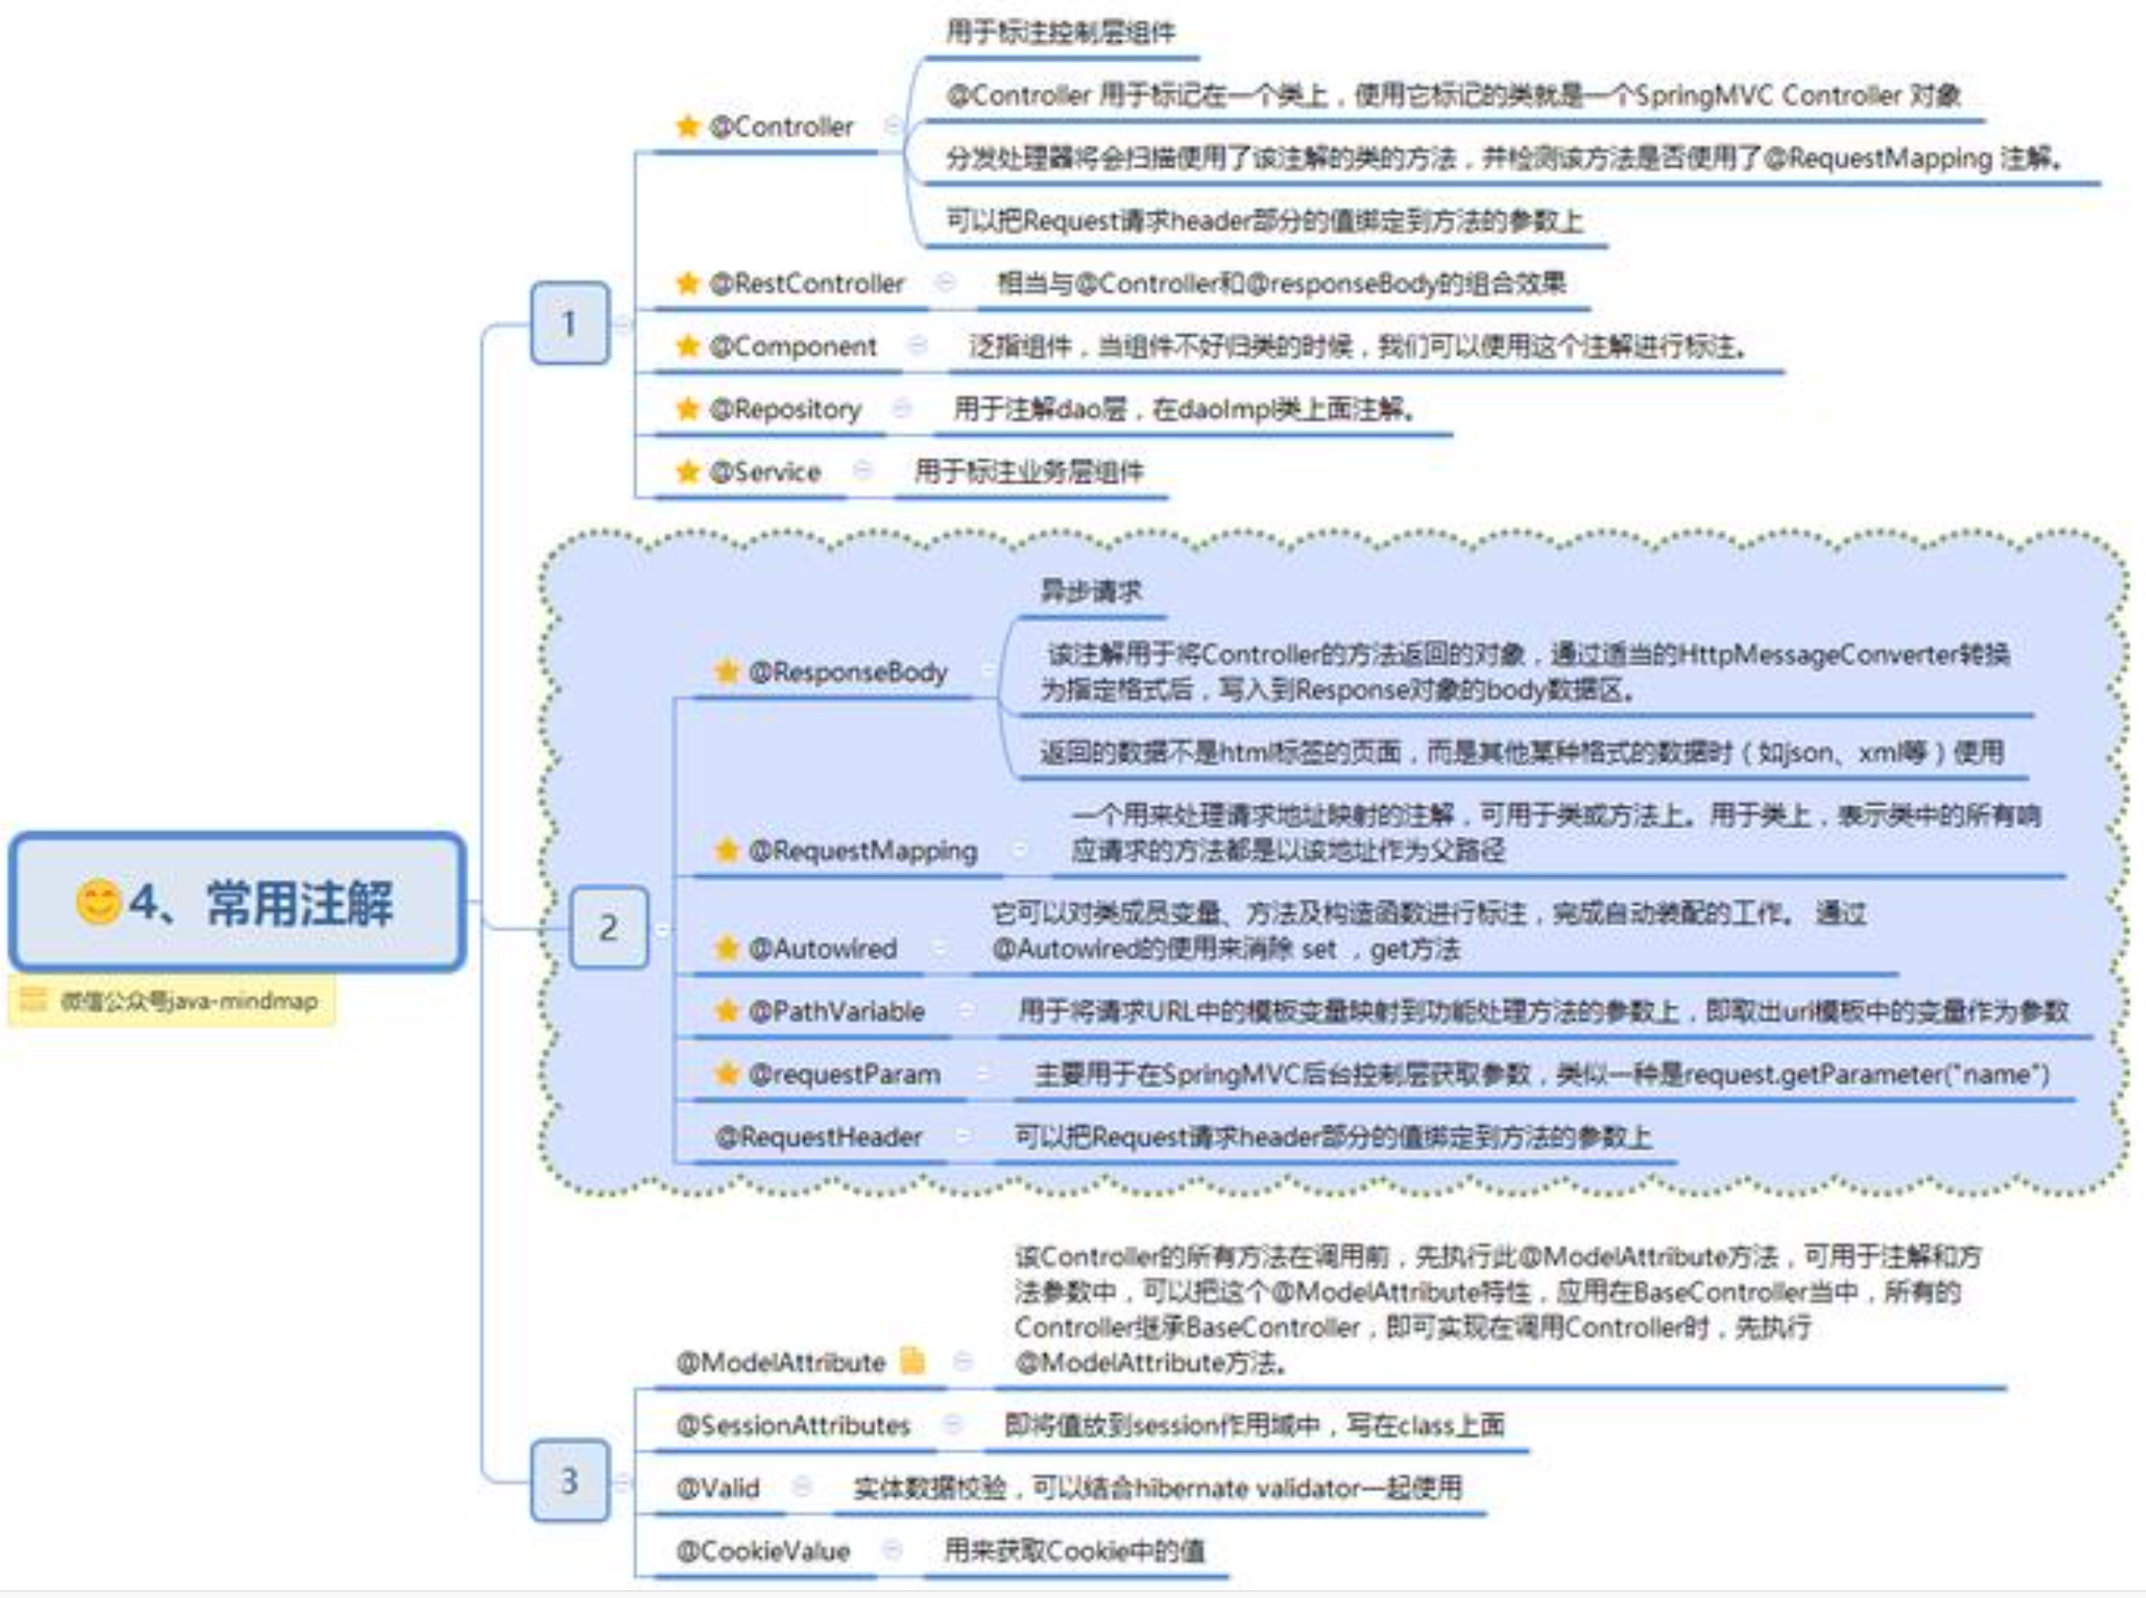 4、常用注解
微信公众号java-mindmap
1
@Controller
用于标注控制层组件
@Controller 用于标记在一个类上，使用它标记的类就是一个SpringMVC Controller 对象
分发处理器将会扫描使用了该注解的类的方法，并检测该方法是否使用了@RequestMapping 注解。
可以把Request请求header部分的值绑定到方法的参数上
@RestController
相当与@Controller和@responseBody的组合效果
@Component
泛指组件，当组件不好归类的时候，我们可以使用这个注解进行标注。
@Repository
用于注解dao层，在daoImpl类上面注解。
@Service
用于标注业务层组件
2
@ResponseBody
异步请求
该注解用于将Controller的方法返回的对象，通过适当的HttpMessageConverter转换
为指定格式后，写入到Response对象的body数据区。
返回的数据不是html标签的页面，而是其他某种格式的数据时（如json、xml等）使用
@RequestMapping
一个用来处理请求地址映射的注解，可用于类或方法上。用于类上，表示类中的所有响
应请求的方法都是以该地址作为父路径
@Autowired
它可以对类成员变量、方法及构造函数进行标注，完成自动装配的工作。 通过
@Autowired的使用来消除 set ，get方法
@PathVariable
用于将请求URL中的模板变量映射到功能处理方法的参数上，即取出uri模板中的变量作为参数
@requestParam
主要用于在SpringMVC后台控制层获取参数，类似一种是request.getParameter("name")
@RequestHeader
可以把Request请求header部分的值绑定到方法的参数上
3
@ModelAttribute
该Controller的所有方法在调用前，先执行此@ModelAttribute方法，可用于注解和方
法参数中，可以把这个@ModelAttribute特性，应用在BaseController当中，所有的
Controller继承BaseController，即可实现在调用Controller时，先执行
@ModelAttribute方法。
@SessionAttributes
即将值放到session作用域中，写在class上面
@Valid
实体数据校验，可以结合hibernate validator一起使用
@CookieValue
用来获取Cookie中的值